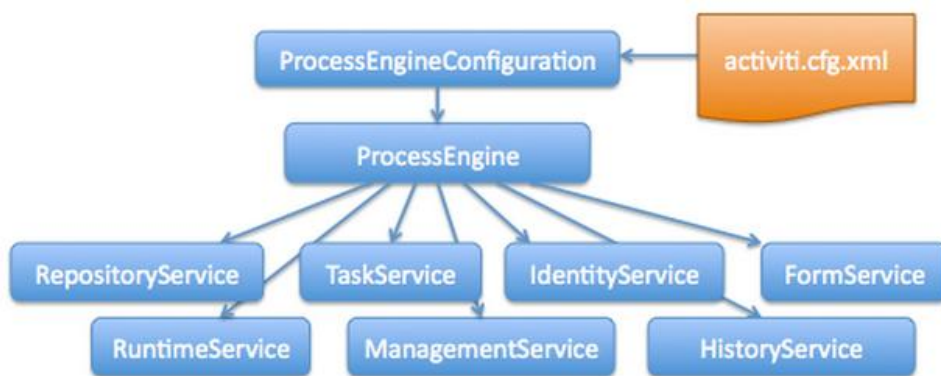 ProcessEngineConfiguration
activiti.cfg.xml
ProcessEngine
RepositoryService
TaskService
IdentityService
FormService
RuntimeService
ManagementService
HistoryService